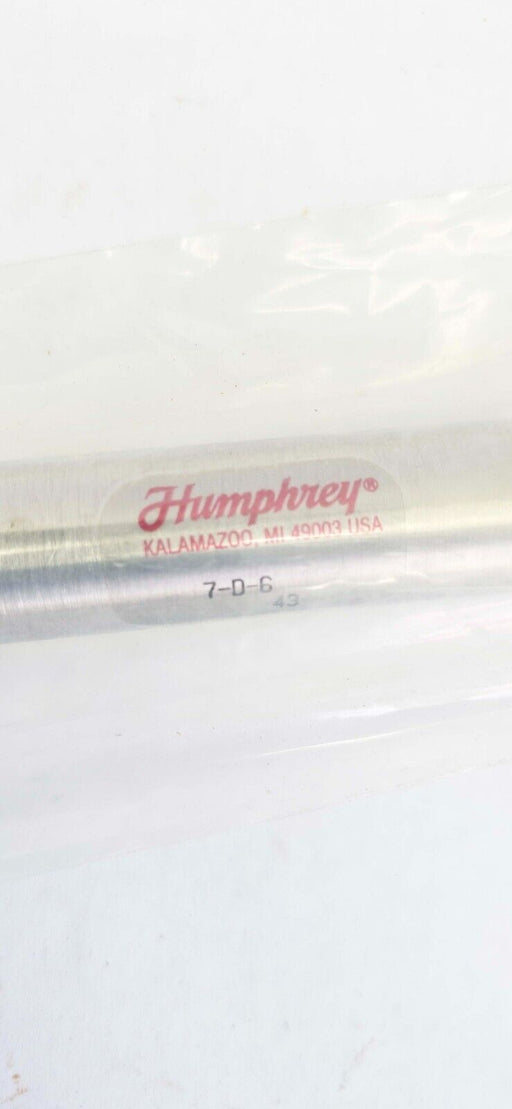 Humphrey®
KALAMAZOO, MI 49003 USA
7-D-6
43